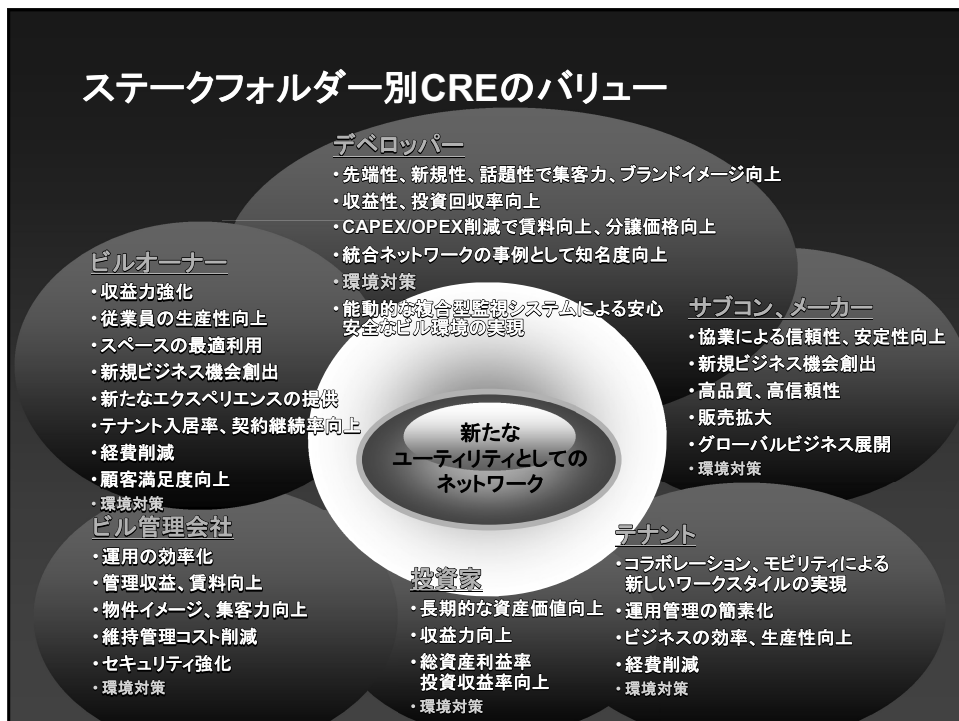 ステークフォルダー別CREのバリュー
デベロッパー
・先端性、新規性、話題性で集客力、ブランドイメージ向上
・収益性、投資回収率向上
・CAPEX/OPEX削減で賃料向上、分譲価格向上
・統合ネットワークの事例として知名度向上
・環境対策
・能動的な複合型監視システムによる安心
安全なビル環境の実現
ビルオーナー
・収益力強化
・従業員の生産性向上
・スペースの最適利用
・新規ビジネス機会創出
・新たなエクスペリエンスの提供
・テナント入居率、契約継続率向上
・経費削減
・顧客満足度向上
・環境対策
サブコン、メーカー
・協業による信頼性、安定性向上
・新規ビジネス機会創出
・高品質、高信頼性
・販売拡大
・グローバルビジネス展開
・環境対策
新たな
ユーティリティとしての
ネットワーク
ビル管理会社
・運用の効率化
・管理収益、賃料向上
・物件イメージ、集客力向上
・維持管理コスト削減
・セキュリティ強化
・環境対策
投資家
・長期的な資産価値向上
・収益力向上
・総資産利益率
投資収益率向上
・環境対策
テナント
・コラボレーション、モビリティによる
新しいワークスタイルの実現
・運用管理の簡素化
・ビジネスの効率、生産性向上
・経費削減
・環境対策